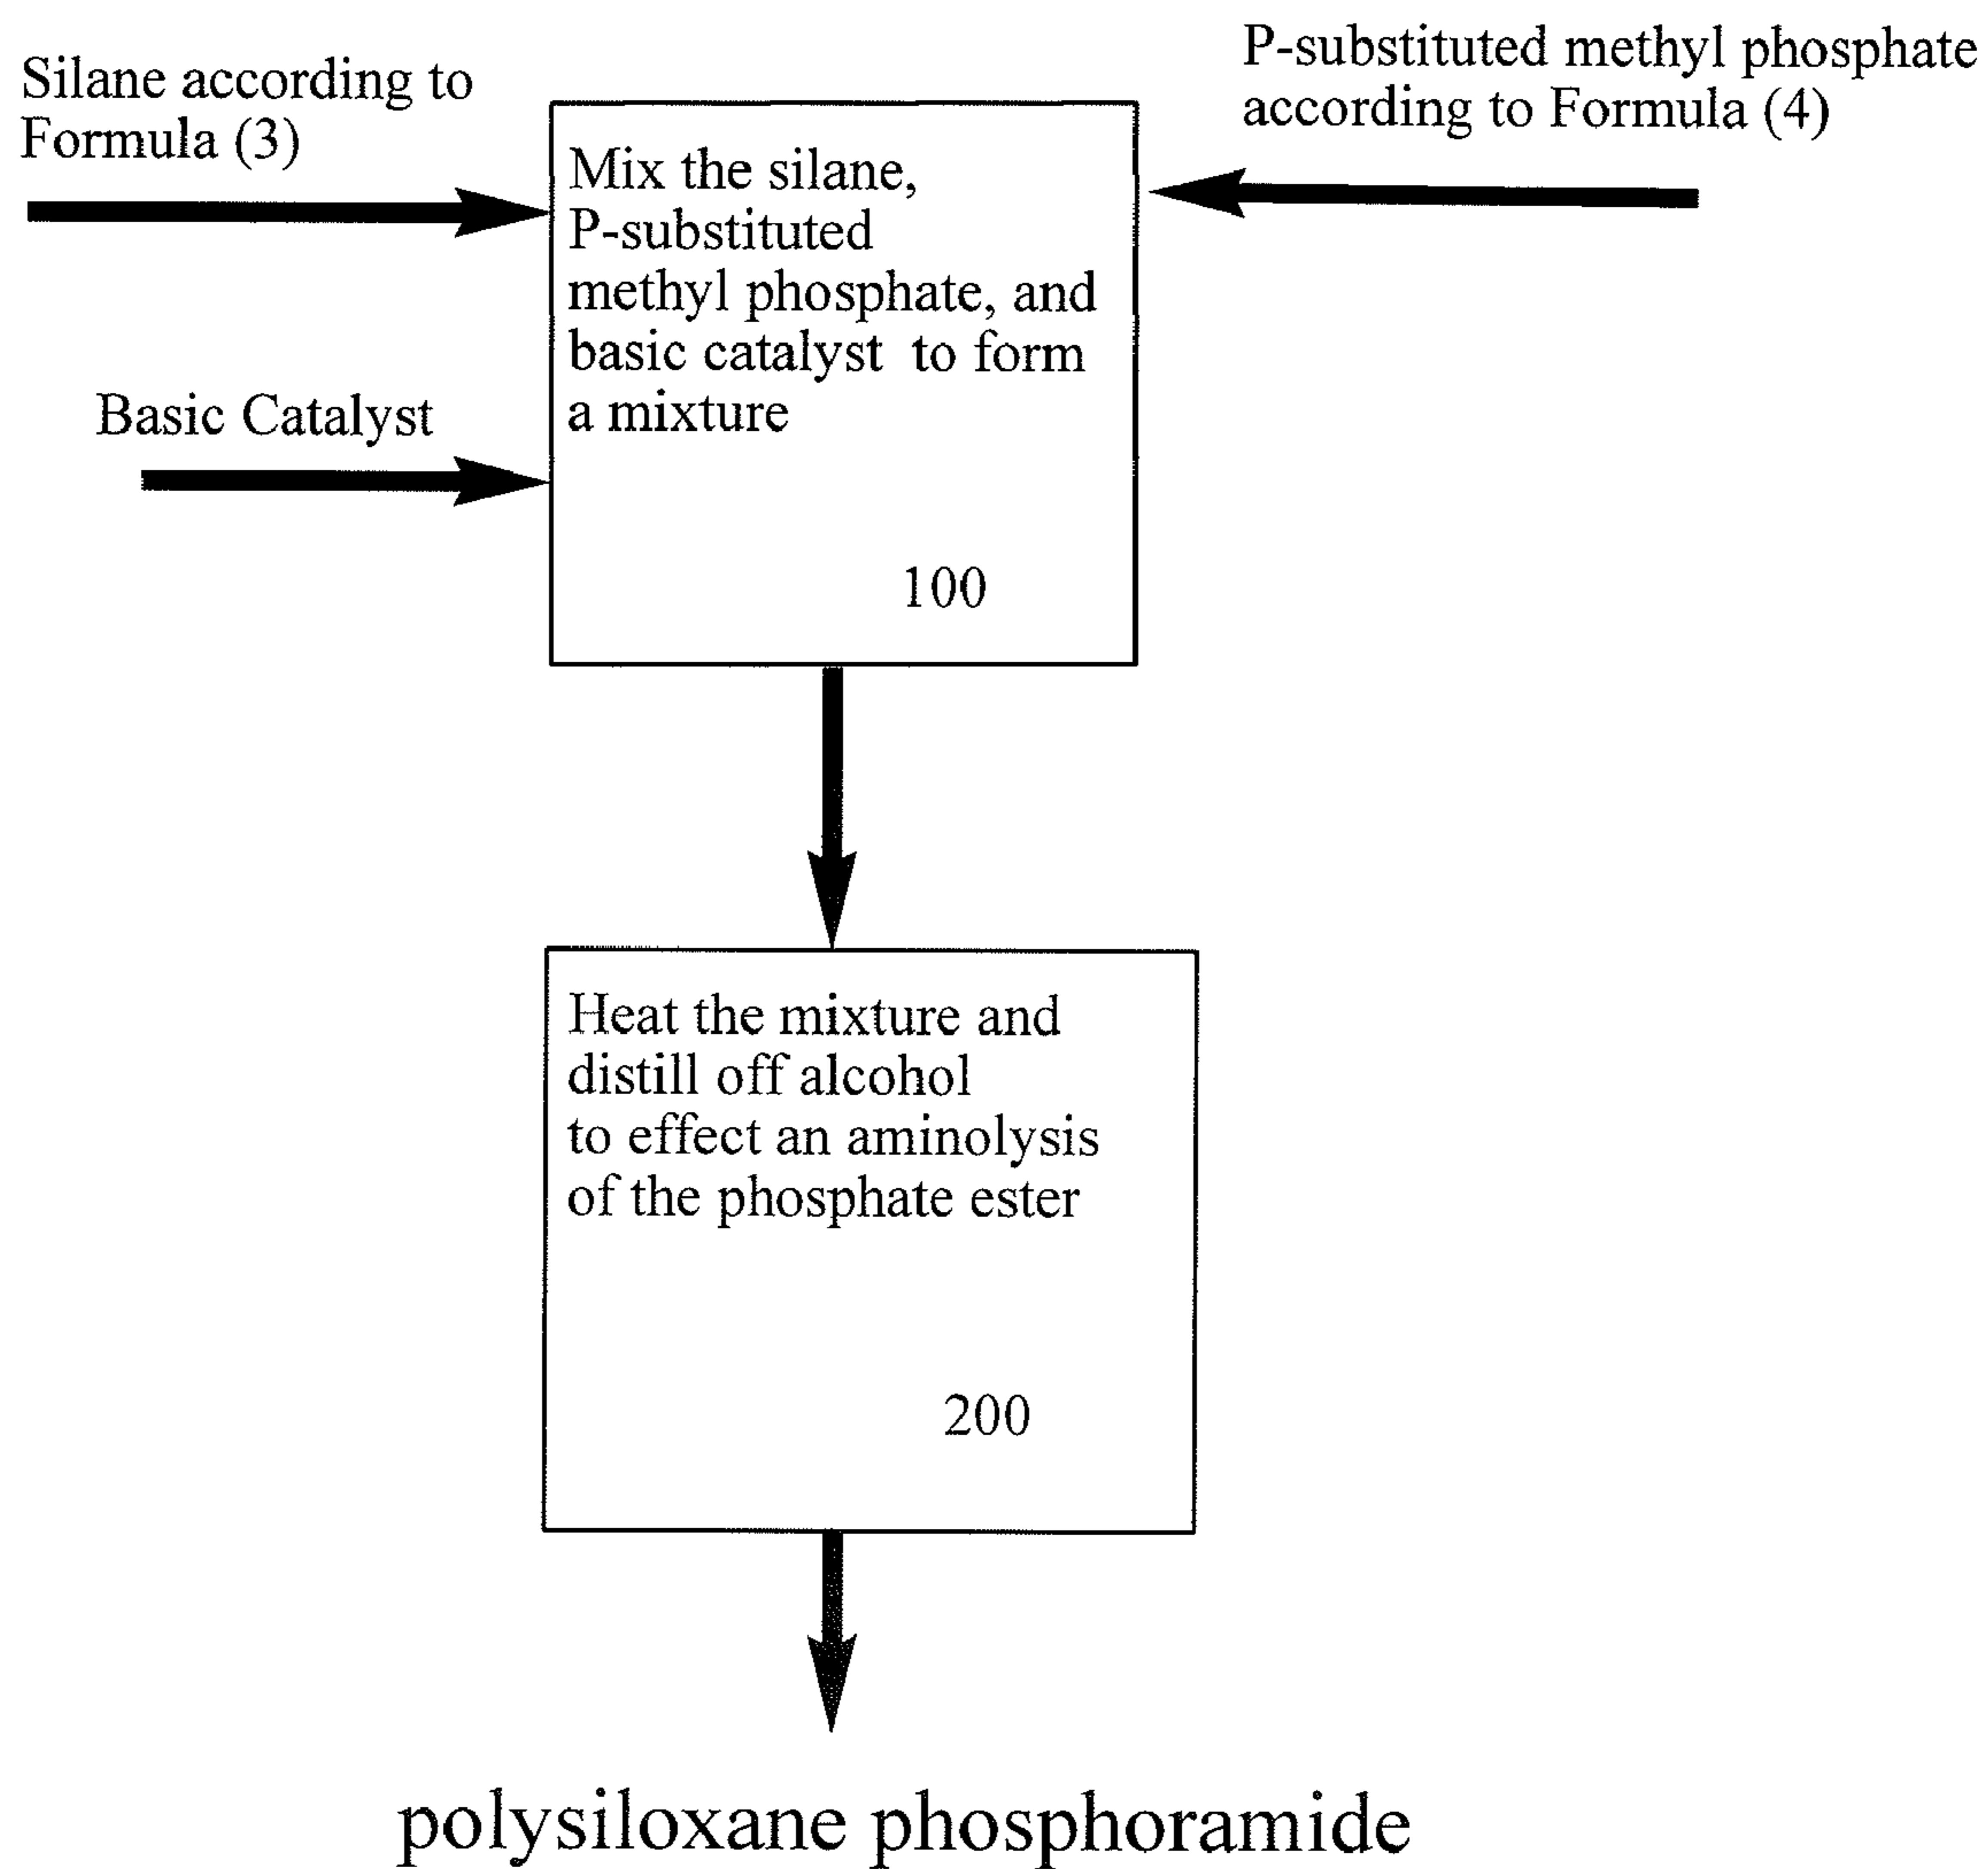 Silane according to
Formula (3)
P-substituted methyl phosphate
according to Formula (4)
Mix the silane,
P-substituted
methyl phosphate, and
basic catalyst to form
a mixture
Basic Catalyst
100
Heat the mixture and
distill off alcohol
to effect an aminolysis
of the phosphate ester
200
polysiloxane phosphoramide